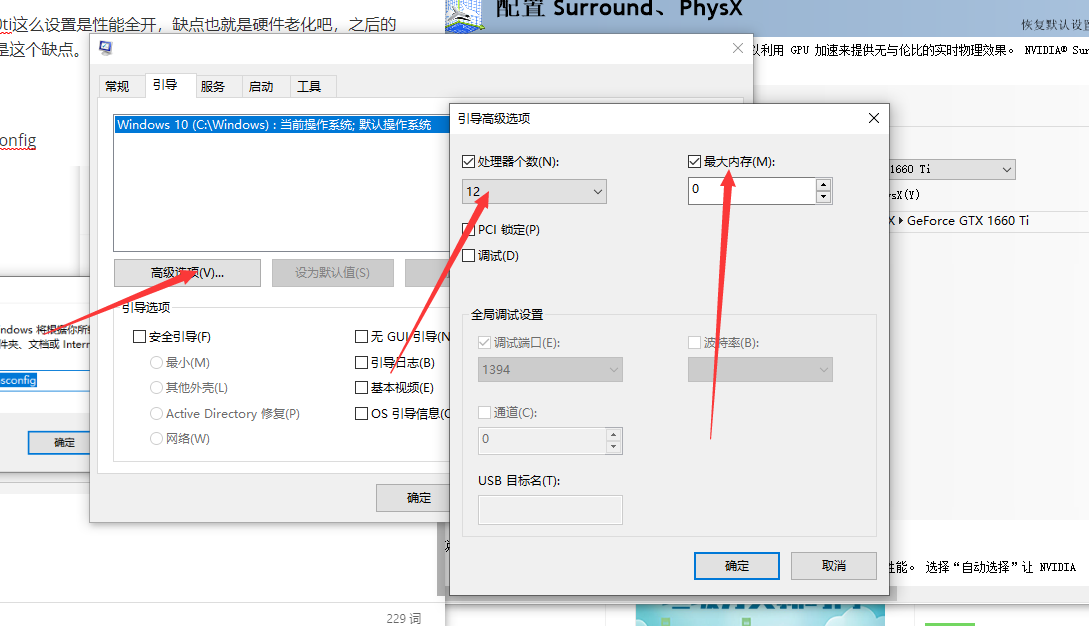 0ti这么设置是性能全开，缺点也就是硬件老化吧，之后的
是这个缺点。
onfig
配置 Surround、PhysX
恢复默认设置
以利用 GPU 加速来提供无与伦比的实时物理效果。 NVIDIA® Sur
常规
引导
服务
启动
工具
Windows 10 (C:\Windows) : 当前操作系统; 默认操作系统
高级选项(V)...
设为默认值(S)
引导选项
安全引导(F)
最小(M)
其他外壳(L)
Active Directory 修复(P)
网络(W)
无 GUI 引导(N
引导日志(B)
基本视频(E)
OS 引导信息(O
确定
引导高级选项
处理器个数(N):
12
最大内存(M):
0
PCI 锁定(P)
调试(D)
全局调试设置
调试端口(E):
1394
波特率(B):
通道(C):
0
USB 目标名(T):
确定
取消
1660 Ti
ysX(Y)
X
GeForce GTX 1660 Ti
性能。 选择“自动选择”让 NVIDIA
ndows 将根据你所
件夹、文档或 Intern
sconfig
确定
229 词